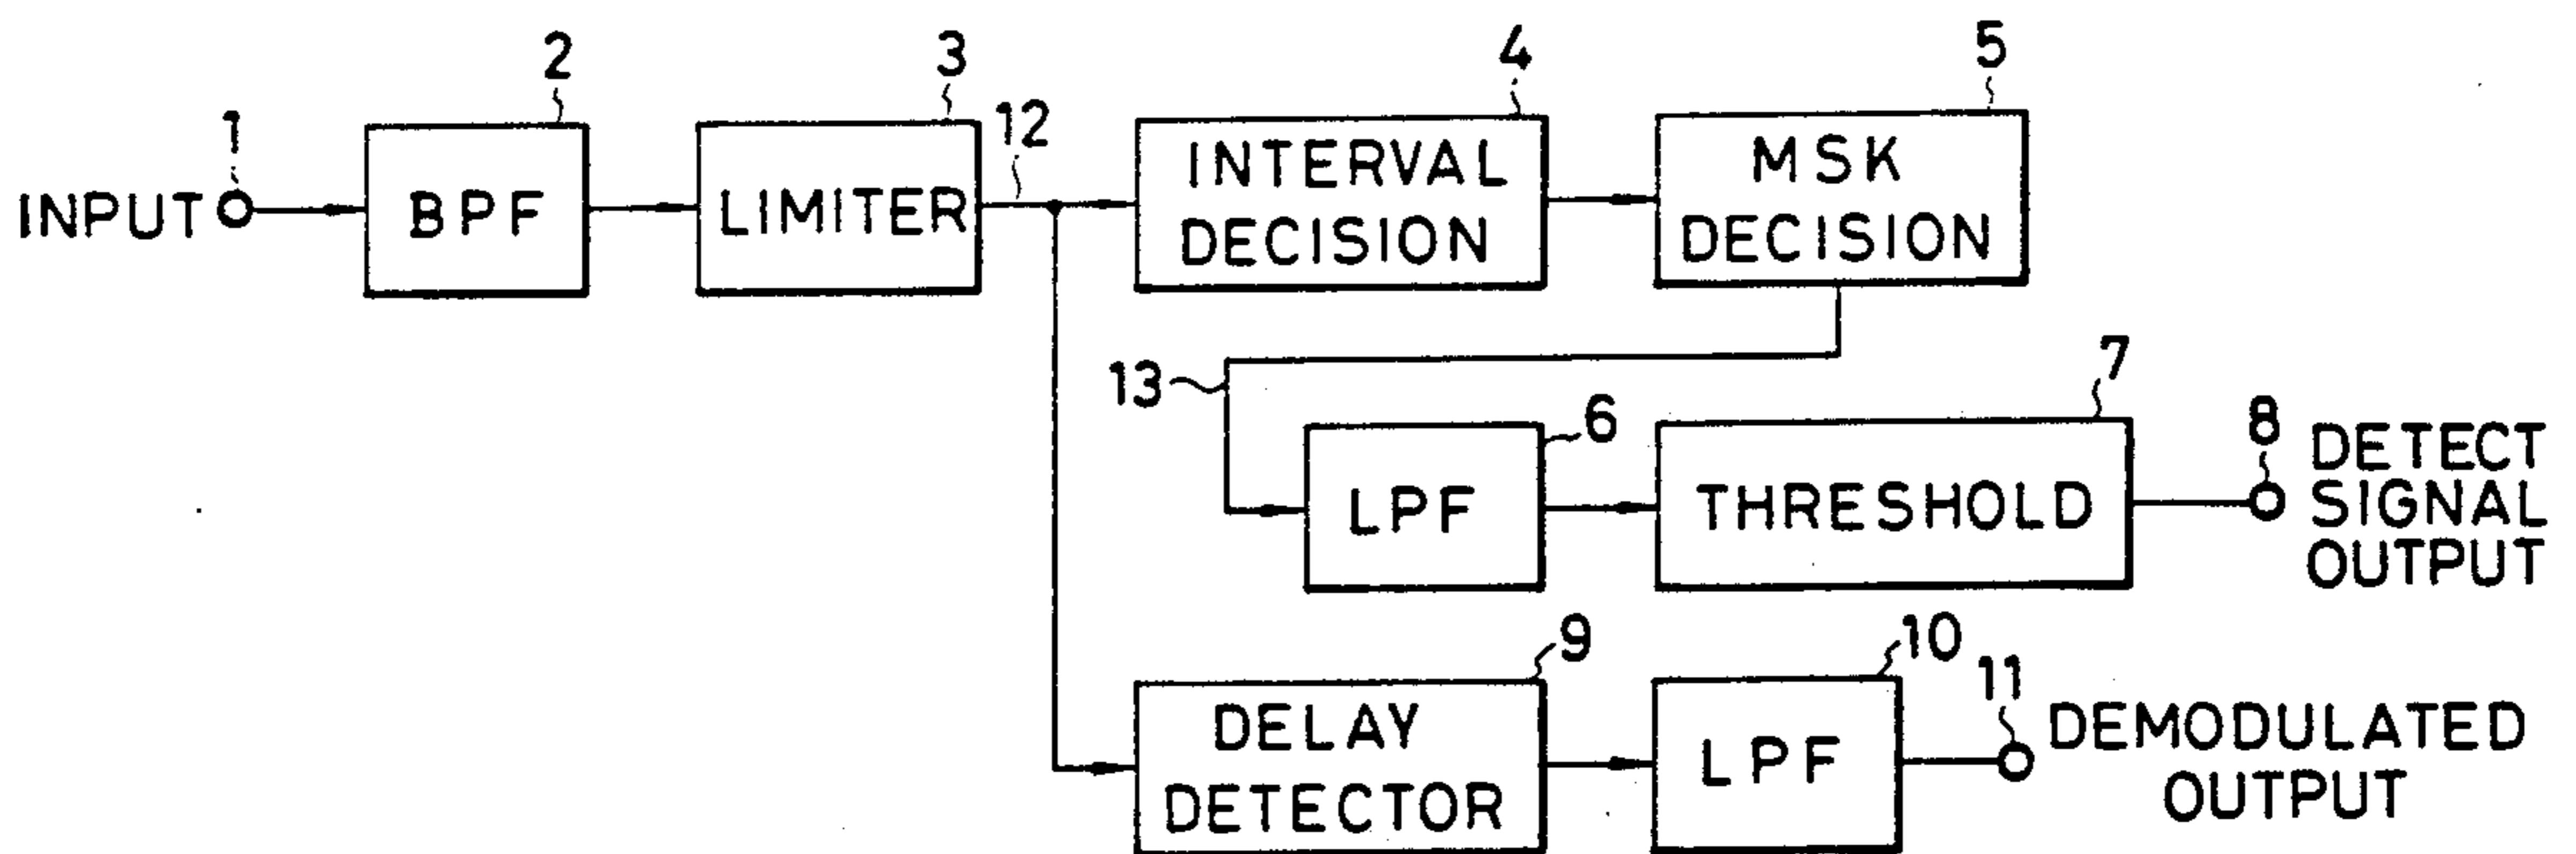 1
2
3
4
5
12
INPUT
BPF
LIMITER
INTERVAL
DECISION
MSK
DECISION
13
6
7
8
LPF
THRESHOLD
DETECT
SIGNAL
OUTPUT
9
10
11
DELAY
DETECTOR
LPF
DEMODULATED
OUTPUT